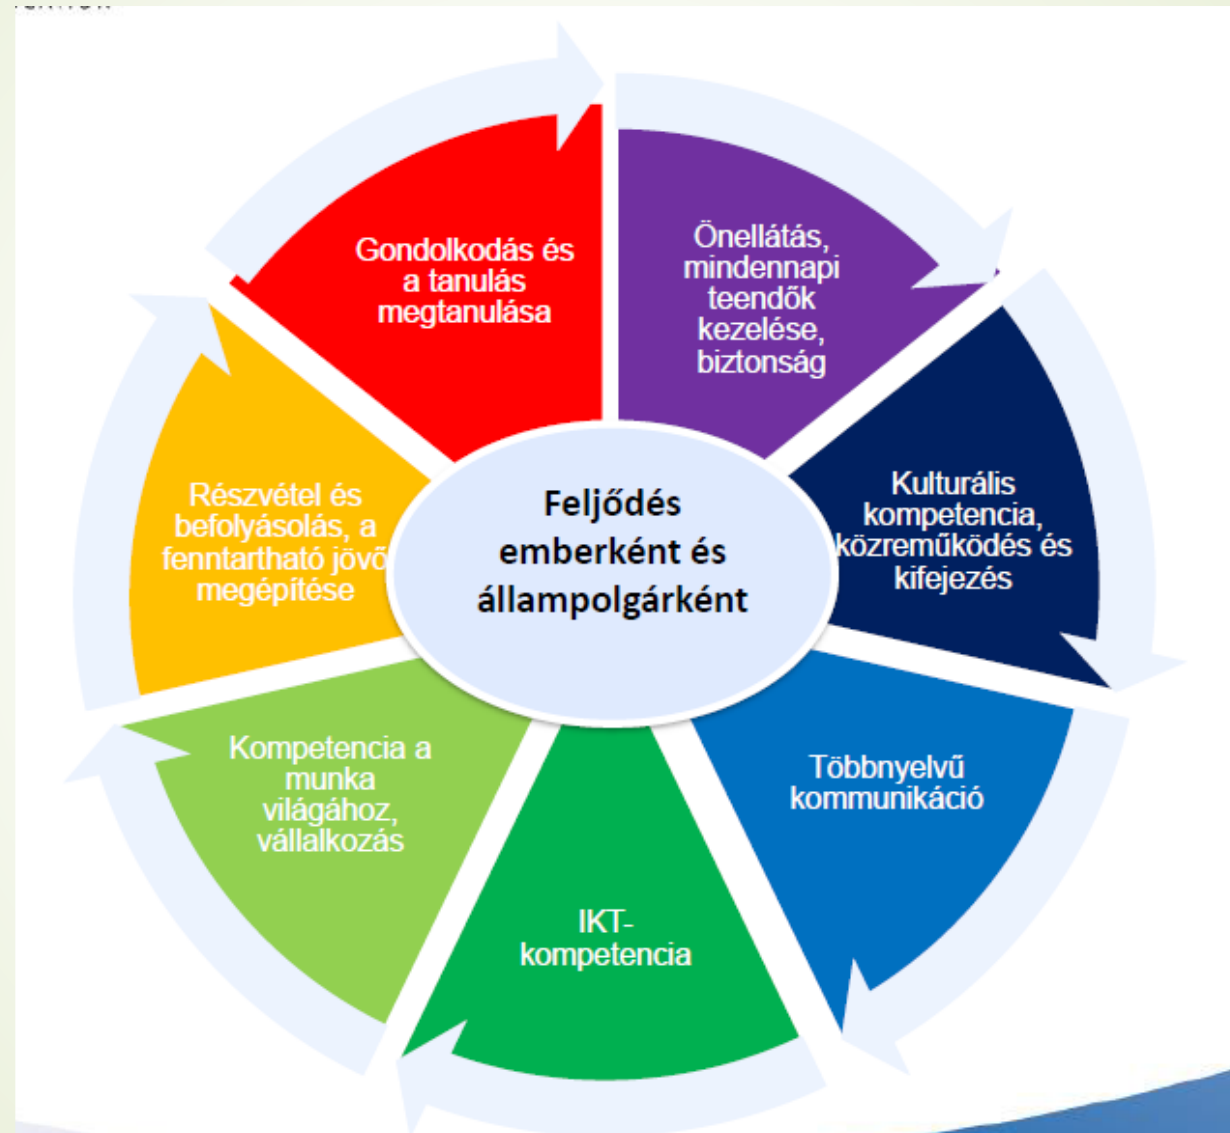 Gondolkodás és
a tanulás
megtanulása
Önellátás,
mindennapi
teendők
kezelése,
biztonság
Kulturális
kompetencia,
közreműködés és
kifejezés
Többnyelvű
kommunikáció
IKT-
kompetencia
Kompetencia a
munka
világához,
vállalkozás
Részvétel és
befolyásolás, a
fenntartható jövő
megépítése
Feljődés
emberként és
állampolgárként